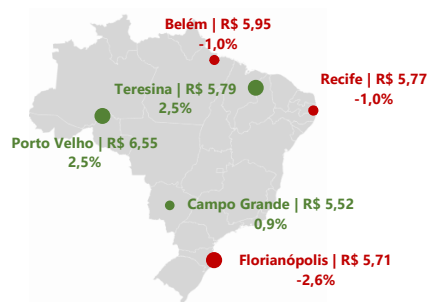 Belém | R$ 5,95
-1,0%
Recife | R$ 5,77
-1,0%
Teresina | R$ 5,79
2,5%
Porto Velho | R$ 6,55
2,5%
Campo Grande | R$ 5,52
0,9%
Florianópolis | R$ 5,71
-2,6%